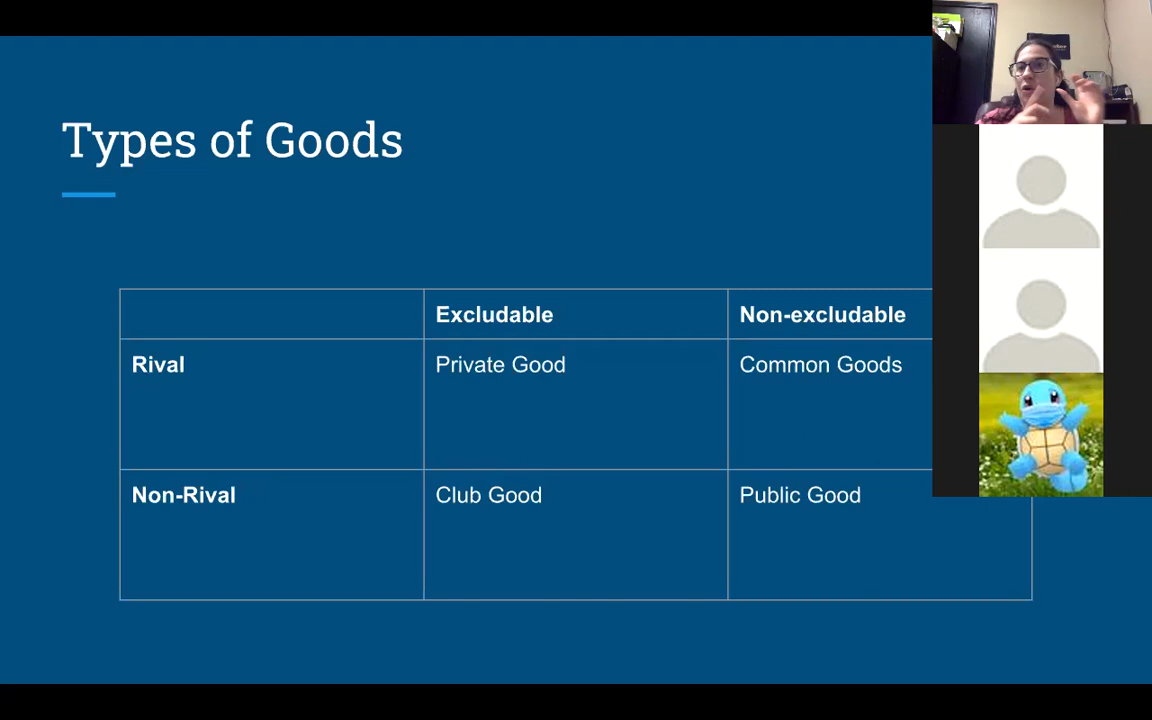 Types of Goods
Excludable Non-excludable
Rival Private Good Common Goods
Non-Rival Club Good Public Good